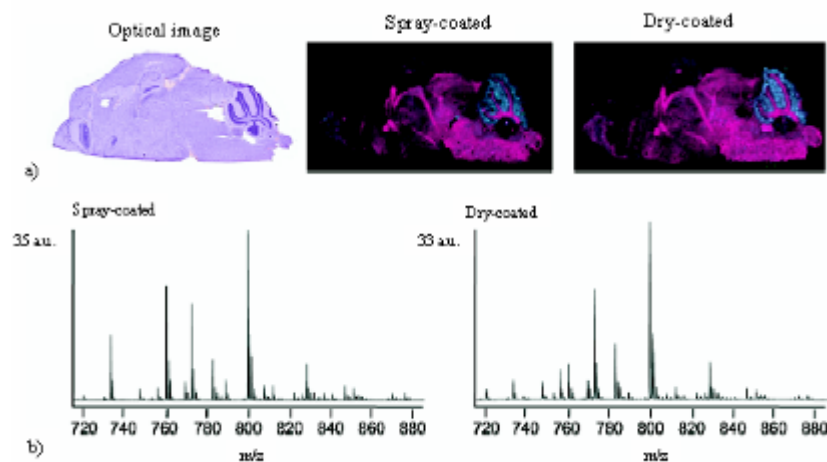 Optical image
Spray-coated
Dry-coated
a)
Spray-coated
Dry-coated
35 au.
33 au.
720 740 760 780 800 820 840 860 880
720 740 760 780 800 820 840 860 880
m/z
m/z
b)